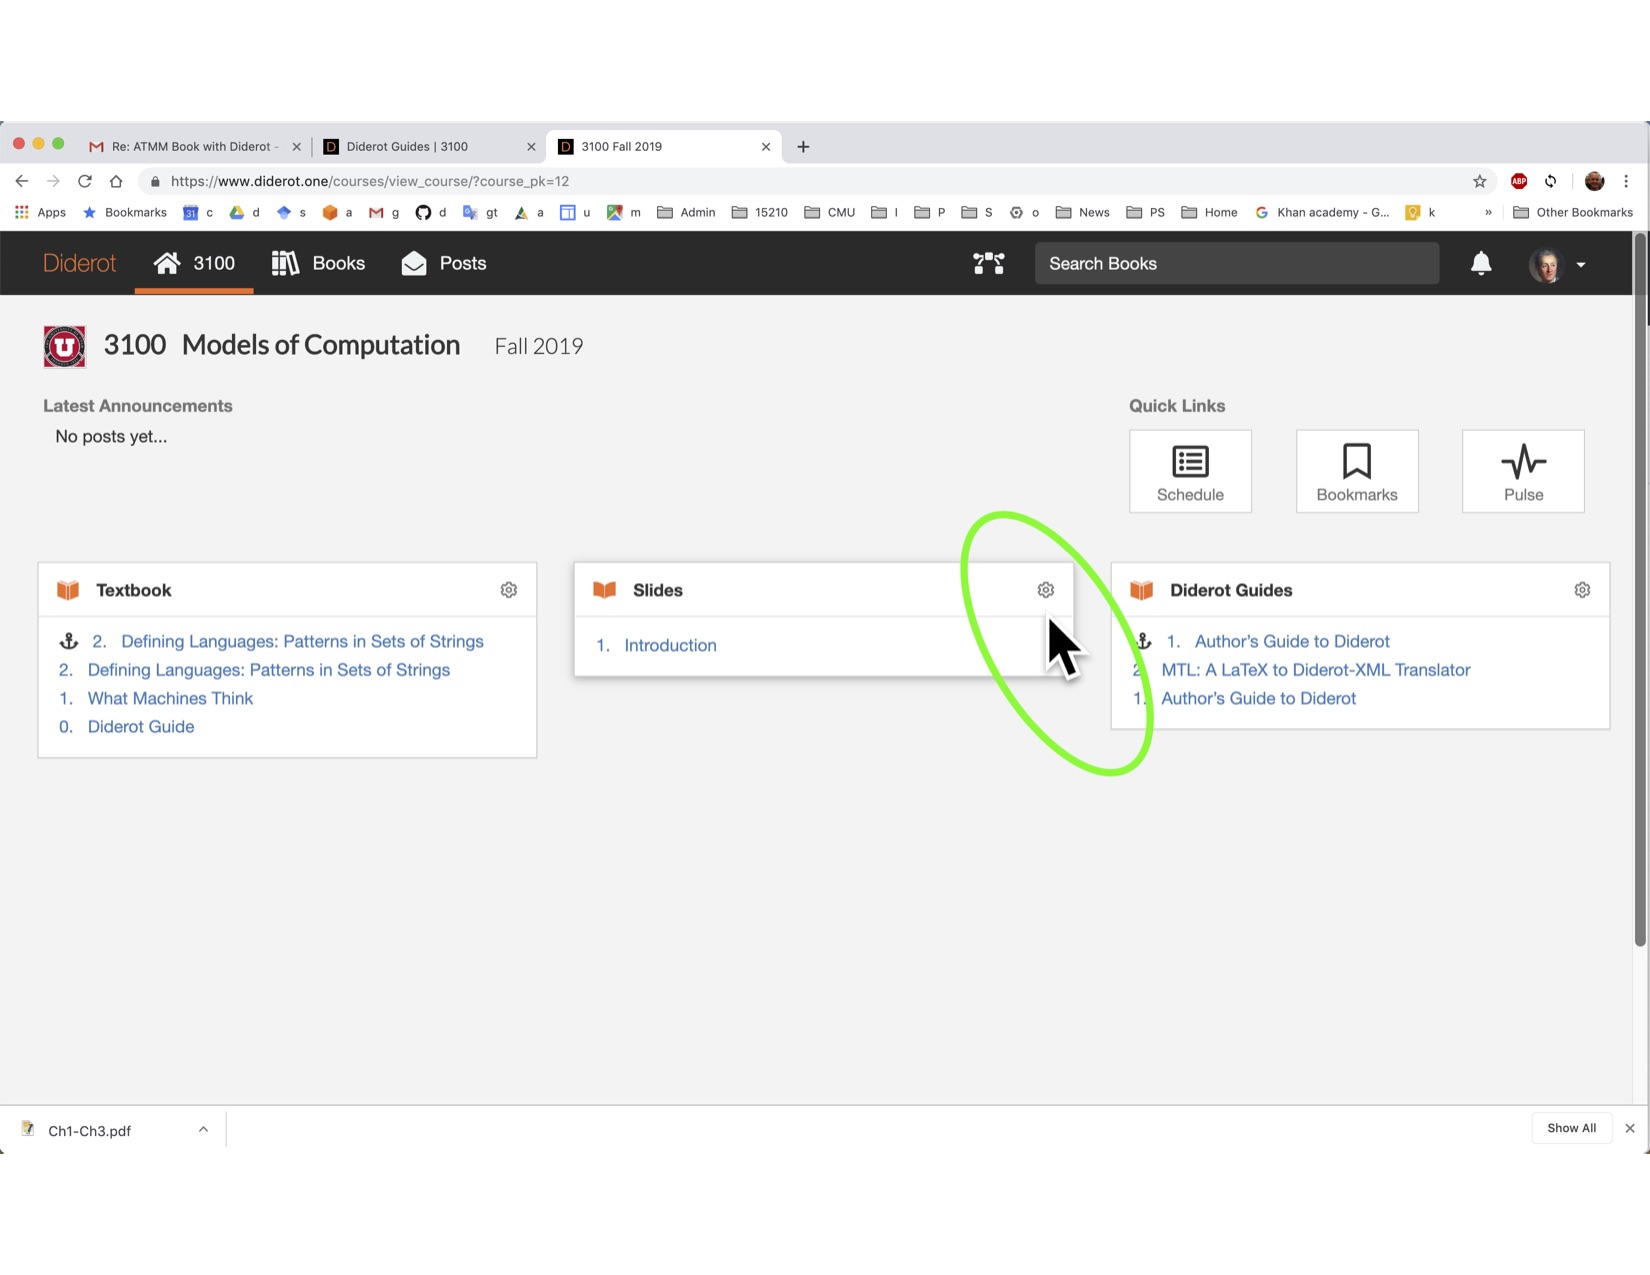 Re: ATMM Book with Diderot - Diderot Guides | 3100 3100 Fall 2019
https://www.diderot.one/courses/view_course/?course_pk=12 ABP
Apps Bookmarks 31 c d s a g d gt a u m Admin 15210 CMU I P S o News PS Home Khan academy - G... k » Other Bookmarks
Diderot 3100 Books Posts Search Books
U 3100 Models of Computation Fall 2019
Latest Announcements Quick Links
No posts yet...
Schedule Bookmarks Pulse
Textbook
2. Defining Languages: Patterns in Sets of Strings
2. Defining Languages: Patterns in Sets of Strings
1. What Machines Think
0. Diderot Guide
Slides
1. Introduction
Diderot Guides
1. Author's Guide to Diderot
2. MTL: A LaTeX to Diderot-XML Translator
1. Author's Guide to Diderot
Ch1-Ch3.pdf Show All